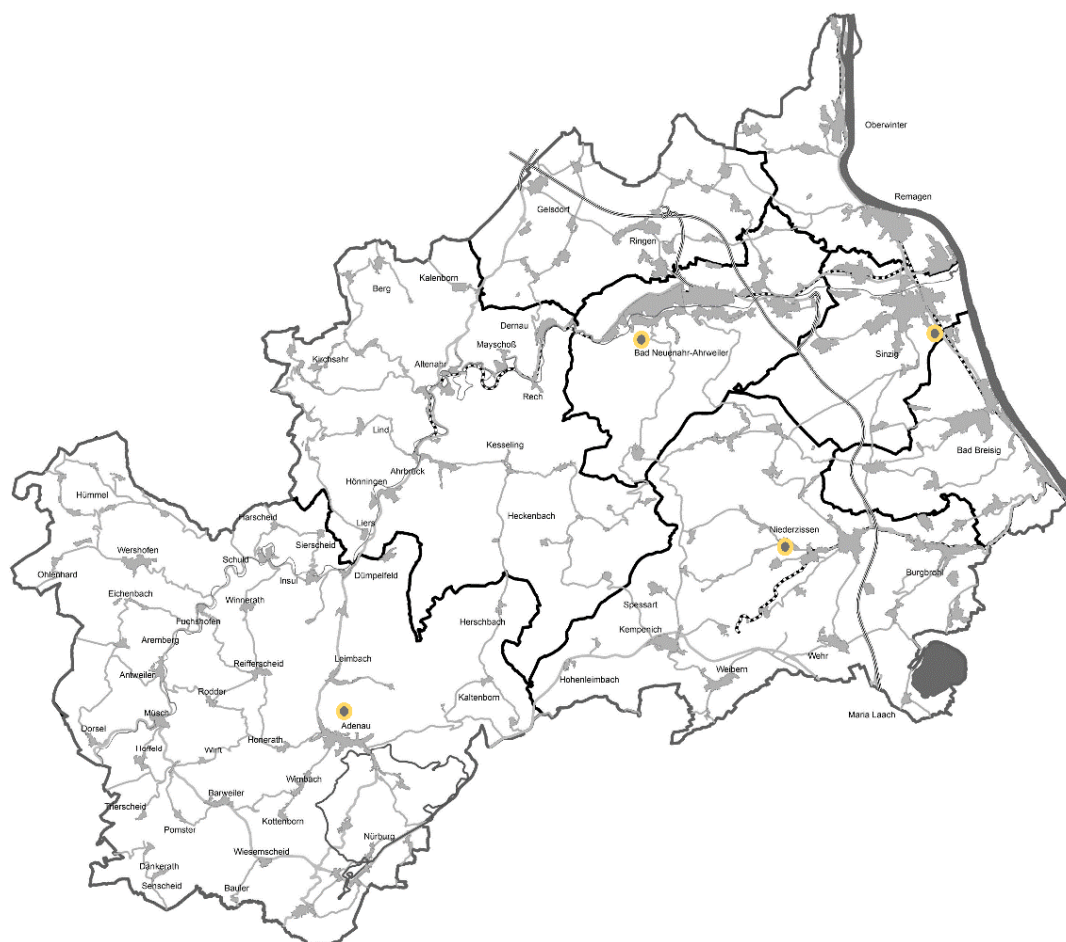 Oberwinter
Remagen
Gelsdorf
Ringen
Berg
Kalenborn
Dernau
Mayschoß
Bad Neuenahr-Ahrweiler
Sinzig
Kirchsahr
Altenahr
Rech
Lind
Kesseling
Bad Breisig
Ahrbrück
Hönningen
Hümmel
Heckenbach
Harscheid
Liers
Sierscheid
Niederzissen
Wershofen
Schuld
Ohlenhard
Insul
Dümpelfeld
Burgbrohl
Eichenbach
Winnerath
Spessart
Fuchshofen
Herschbach
Kempenich
Aremberg
Wehr
Leimbach
Reifferscheid
Weibern
Hohenleimbach
Antweiler
Rodder
Kaltenborn
Müsch
Maria Laach
Adenau
Dorsel
Honerath
Hoffeld
Wirft
Wimbach
Barweiler
Trierscheid
Kottenborn
Pomster
Nürburg
Wiesemscheid
Dankerath
Senscheid
Bauler